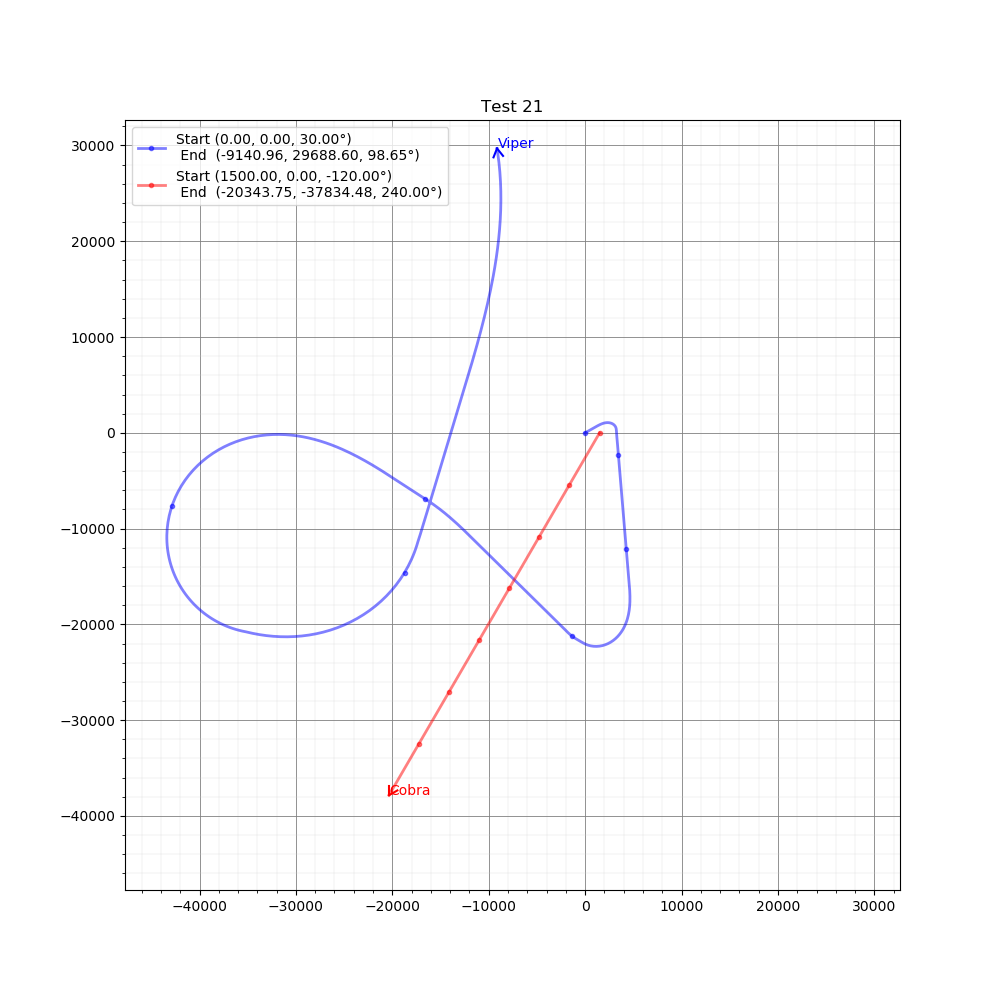 Test 21
Start (0.00, 0.00, 30.00°)
End  (-9140.96, 29688.60, 98.65°)
Start (1500.00, 0.00, -120.00°)
End  (-20343.75, -37834.48, 240.00°)
Viper
30000
20000
10000
0
−10000
−20000
−30000
−40000
Cobra
−40000 −30000 −20000 −10000 0 10000 20000 30000